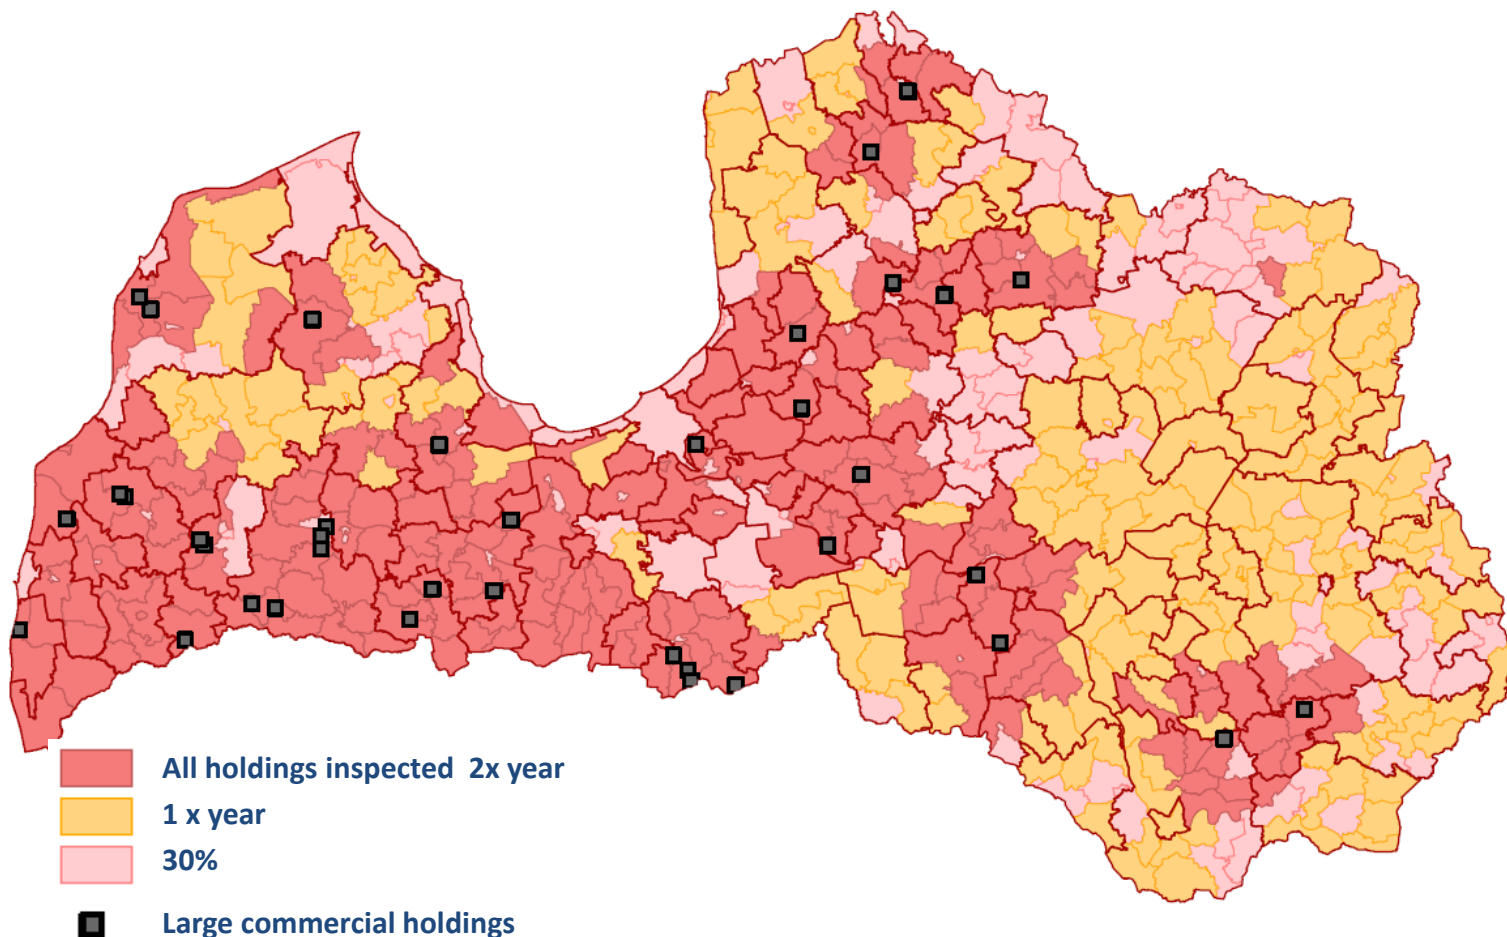 All holdings inspected  2x year
1 x year
30%
Large commercial holdings